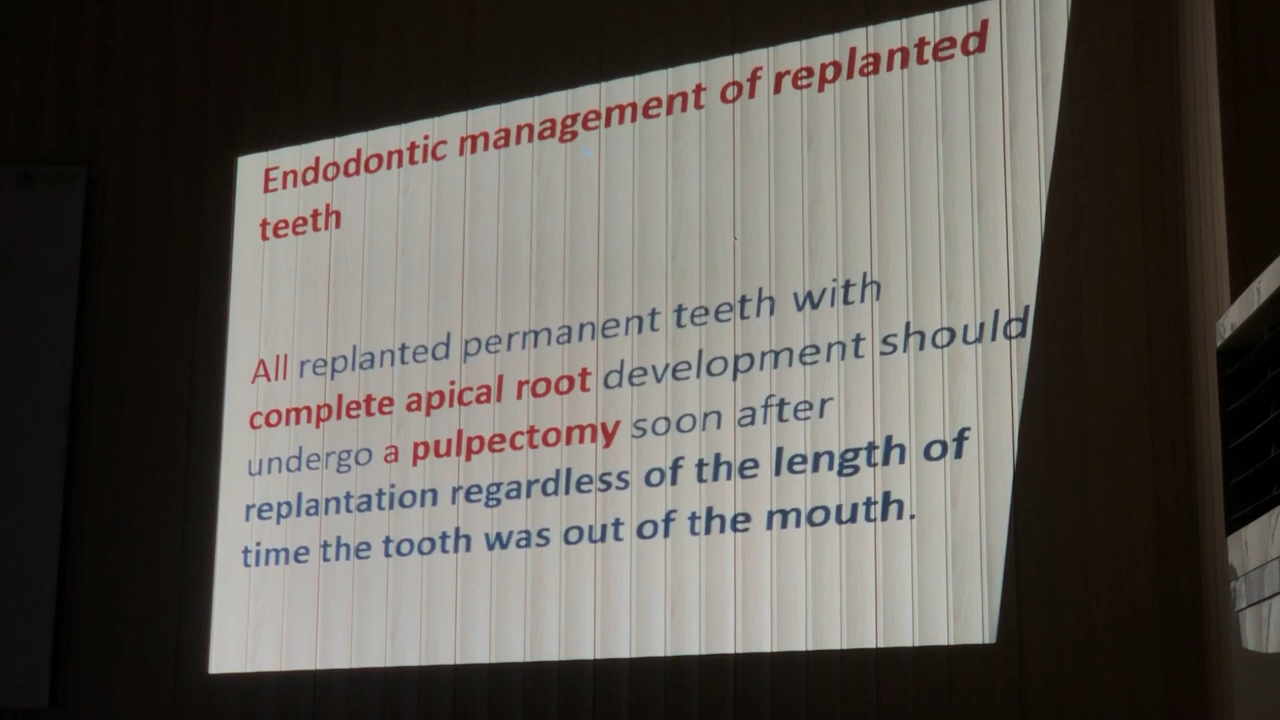 Endodontic management of replanted
teeth
All replanted permanent teeth with
complete apical root development should
undergo a pulpectomy soon after
replantation regardless of the length of
time the tooth was out of the mouth.